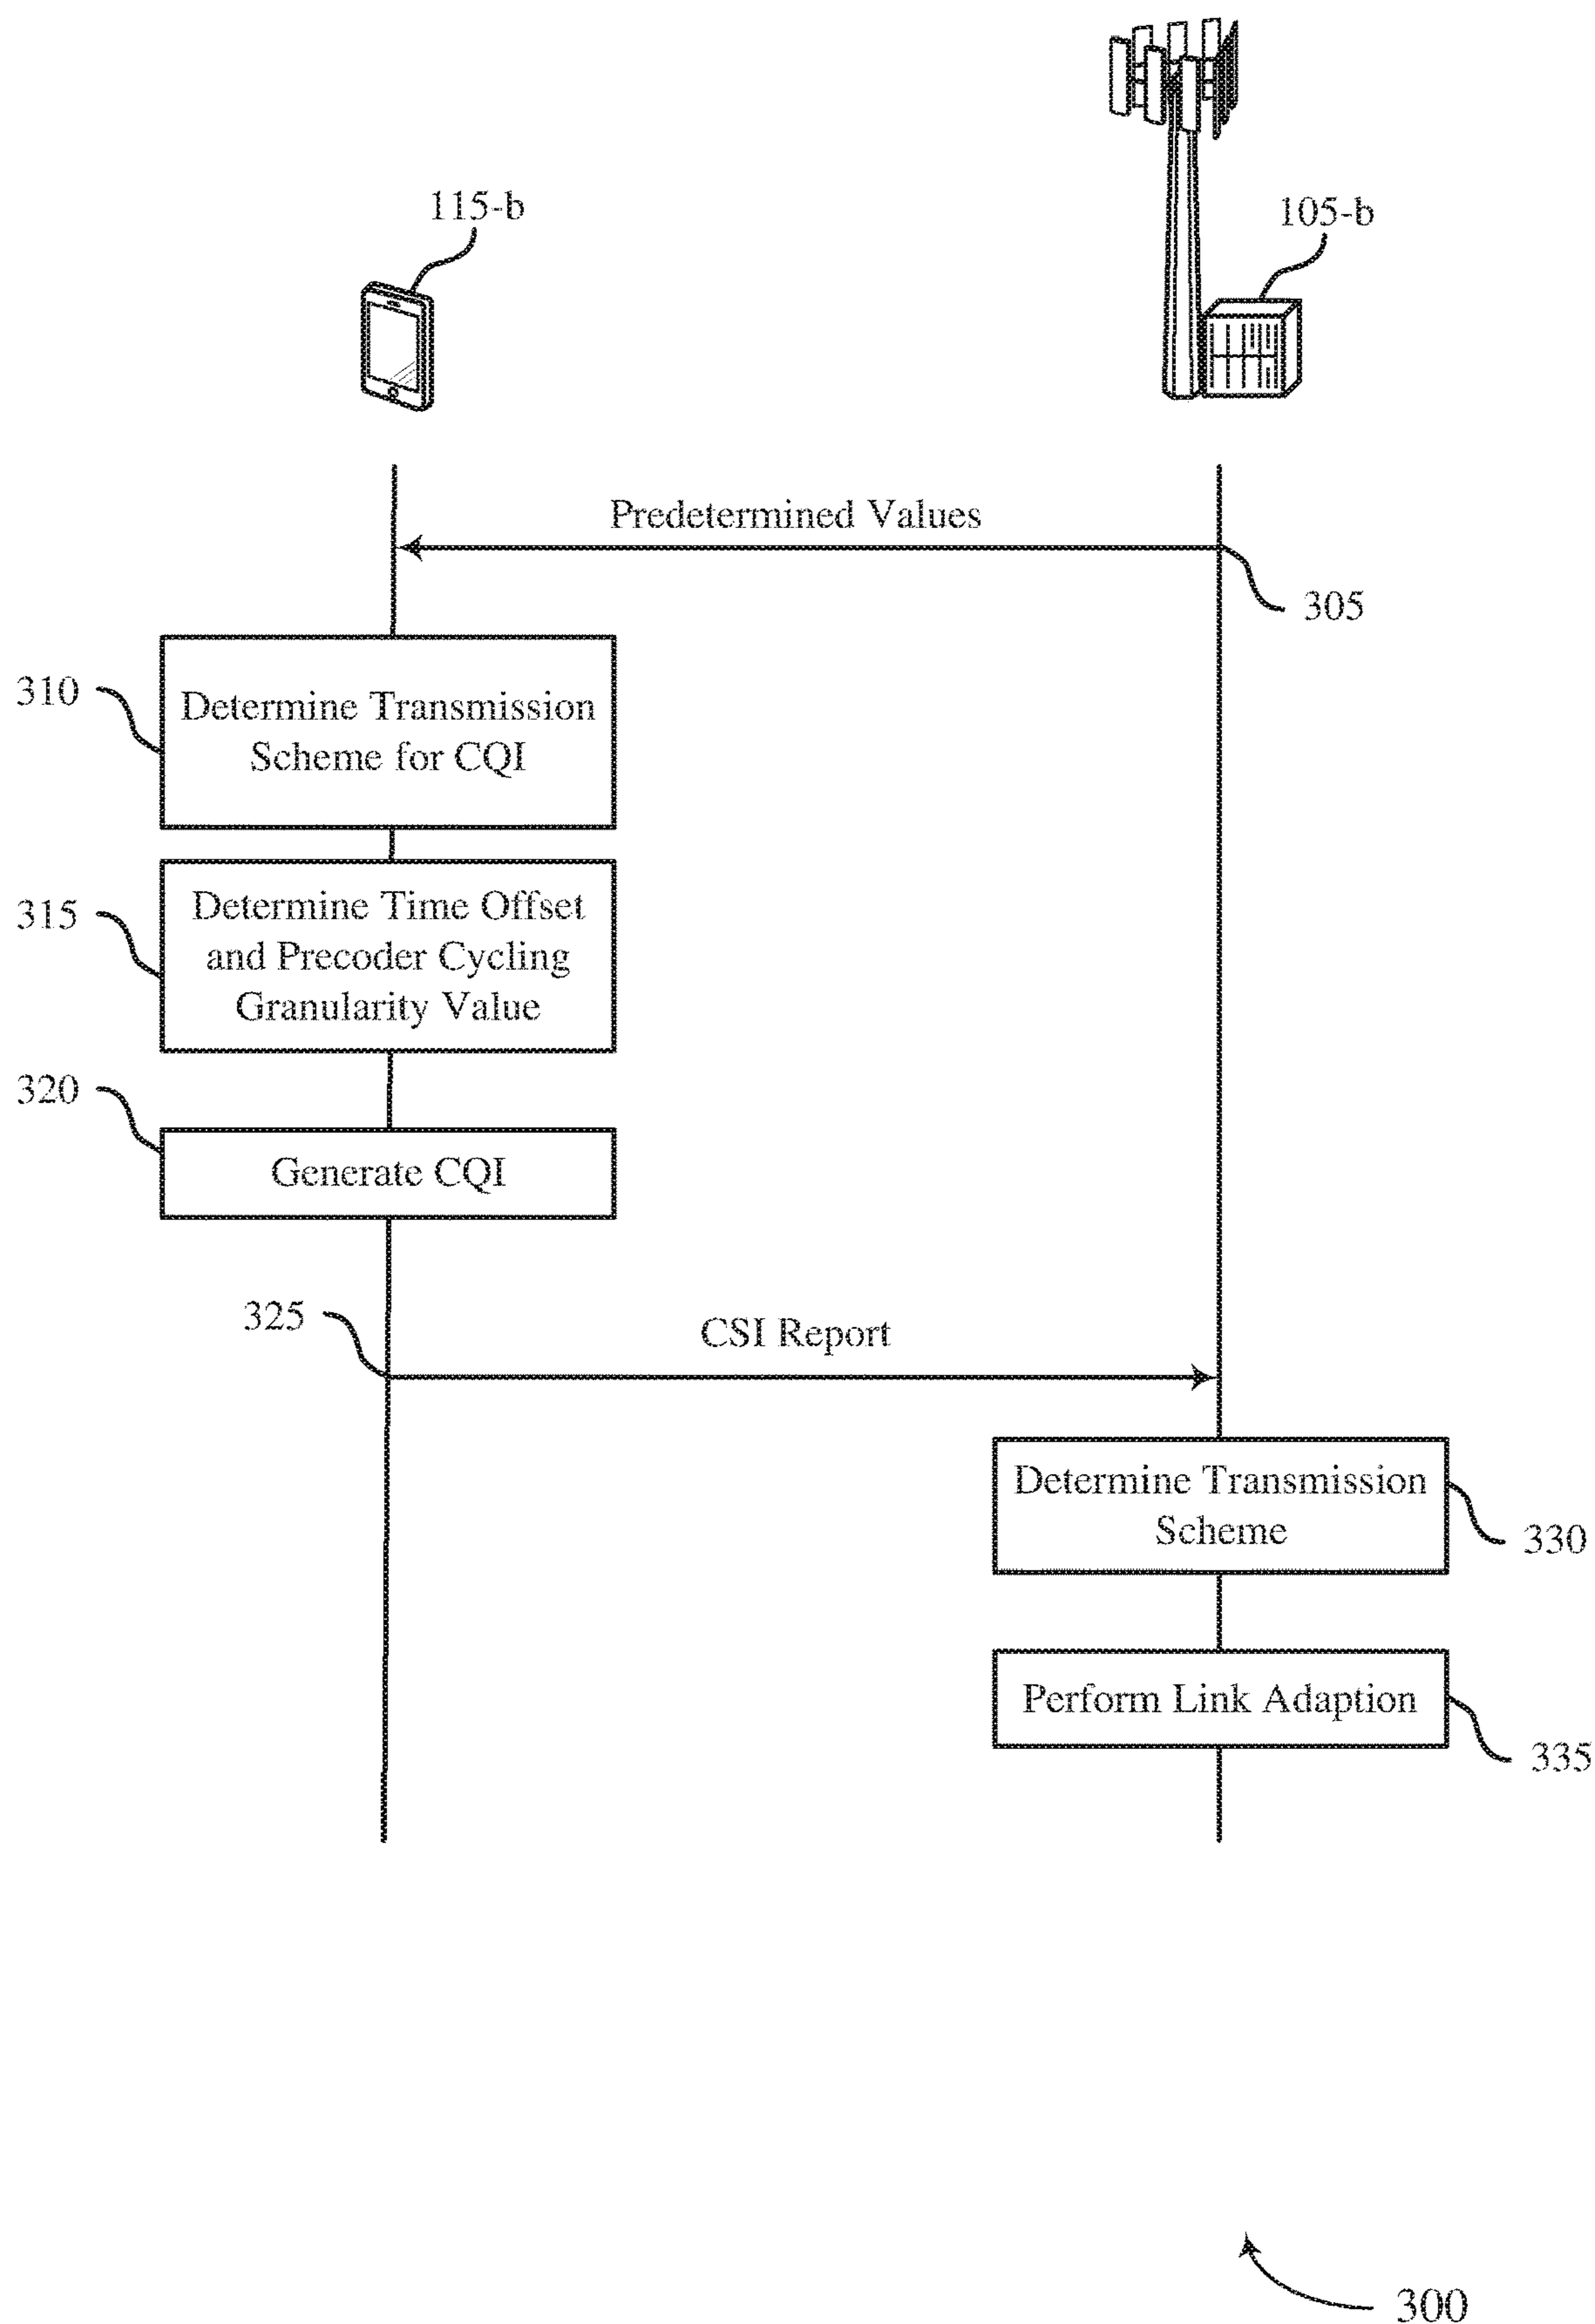 115-b
105-b
Predetermined Values
305
310
Determine Transmission
Scheme for CQI
315
Determine Time Offset
and Precoder Cycling
Granularity Value
320
Generate CQI
325
CSI Report
Determine Transmission
Scheme
330
Perform Link Adaption
335
300